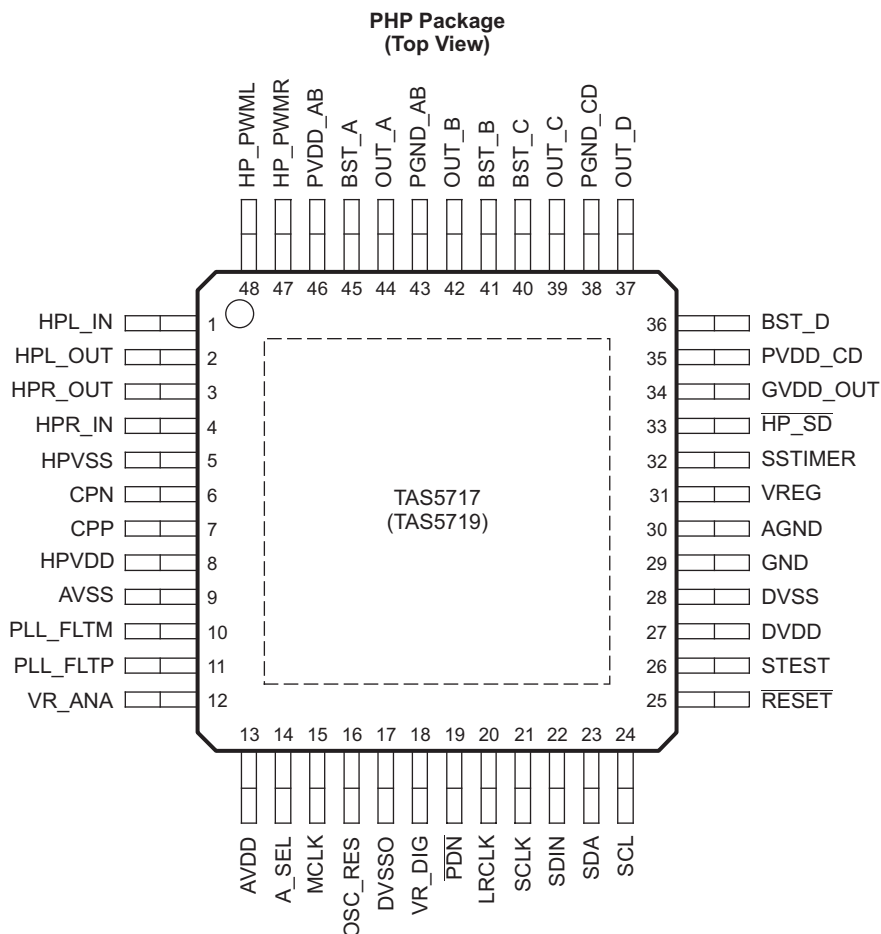 PHP Package
(Top View)
HP_PWML
HP_PWMR
PVDD_AB
BST_A
OUT_A
PGND_AB
OUT_B
BST_B
BST_C
OUT_C
PGND_CD
OUT_D
48 47 46 45 44 43 42 41 40 39 38 37
HPL_IN 1
HPL_OUT 2
HPR_OUT 3
HPR_IN 4
HPVSS 5
CPN 6
CPP 7
HPVDD 8
AVSS 9
PLL_FLTM 10
PLL_FLTP 11
VR_ANA 12
TAS5717
(TAS5719)
36 BST_D
35 PVDD_CD
34 GVDD_OUT
33 HP_SD
32 SSTIMER
31 VREG
30 AGND
29 GND
28 DVSS
27 DVDD
26 STEST
25 RESET
13 14 15 16 17 18 19 20 21 22 23 24
AVDD
A_SEL
MCLK
OSC_RES
DVSSO
VR_DIG
PDN
LRCLK
SCLK
SDIN
SDA
SCL